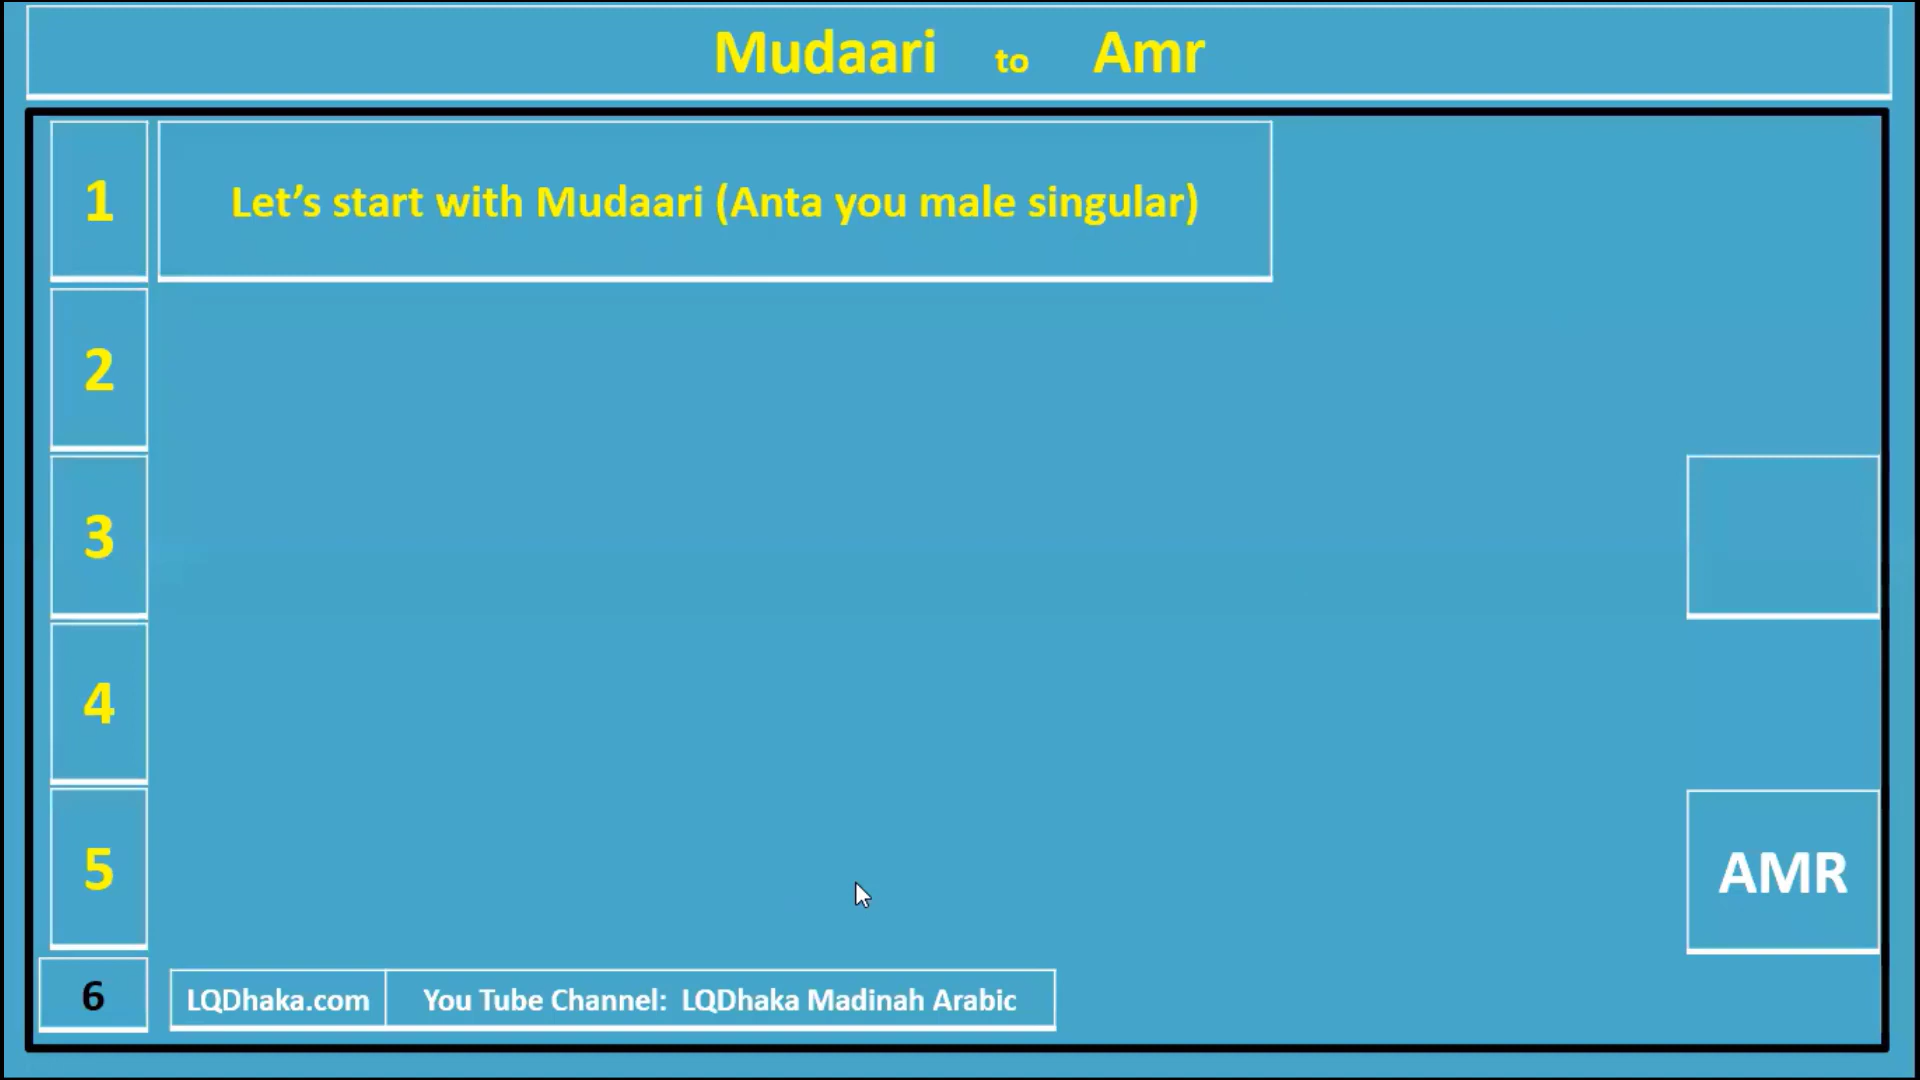 Mudaari to Amr
1 Let’s start with Mudaari (Anta you male singular)
2
3
4
5 AMR
6 LQDhaka.com You Tube Channel: LQDhaka Madinah Arabic